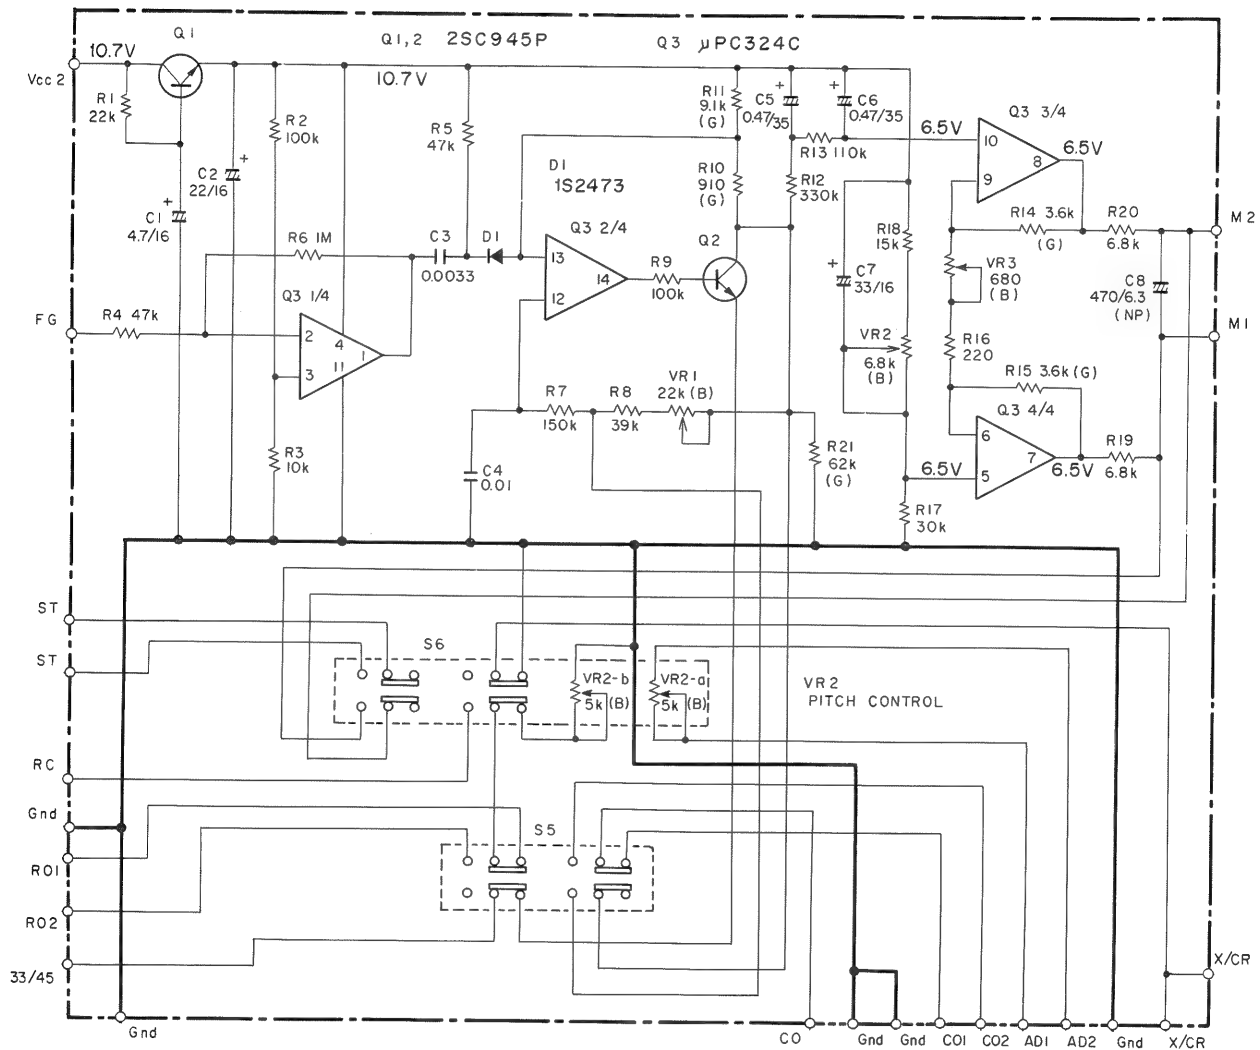 Q1
Q1,2 2SC945P
Q3 μPC324C
10.7V
Vcc 2
10.7V
R1
22k
R2
100k
R5
47k
R11
9.1k
(G)
C5
0.47/35
C6
0.47/35
6.5V
Q3 3/4
10
8
9
6.5V
R13 110k
C2
22/16
C1
4.7/16
D1
1S2473
R10
910
(G)
R12
330k
R6 1M
C3
0.0033
D1
Q3 2/4
13
14
12
Q2
R9
100k
R18
15k
R14 3.6k
(G)
R20
6.8k
M2
C7
33/16
VR3
680
(B)
C8
470/6.3
(NP)
M1
FG
R4 47k
Q3 1/4
2
4
1
3
11
VR2
6.8k
(B)
R16
220
R15 3.6k (G)
VR1
22k (B)
R7
150k
R8
39k
Q3 4/4
6
7
5
6.5V
6.5V
R19
6.8k
R3
10k
C4
0.01
R21
62k
(G)
R17
30k
ST
ST
S6
VR2-b
5k (B)
VR2-a
5k (B)
VR2
PITCH CONTROL
RC
Gnd
S5
RO1
RO2
33/45
X/CR
Gnd
CO
Gnd
Gnd
CO1
CO2
AD1
AD2
Gnd
X/CR